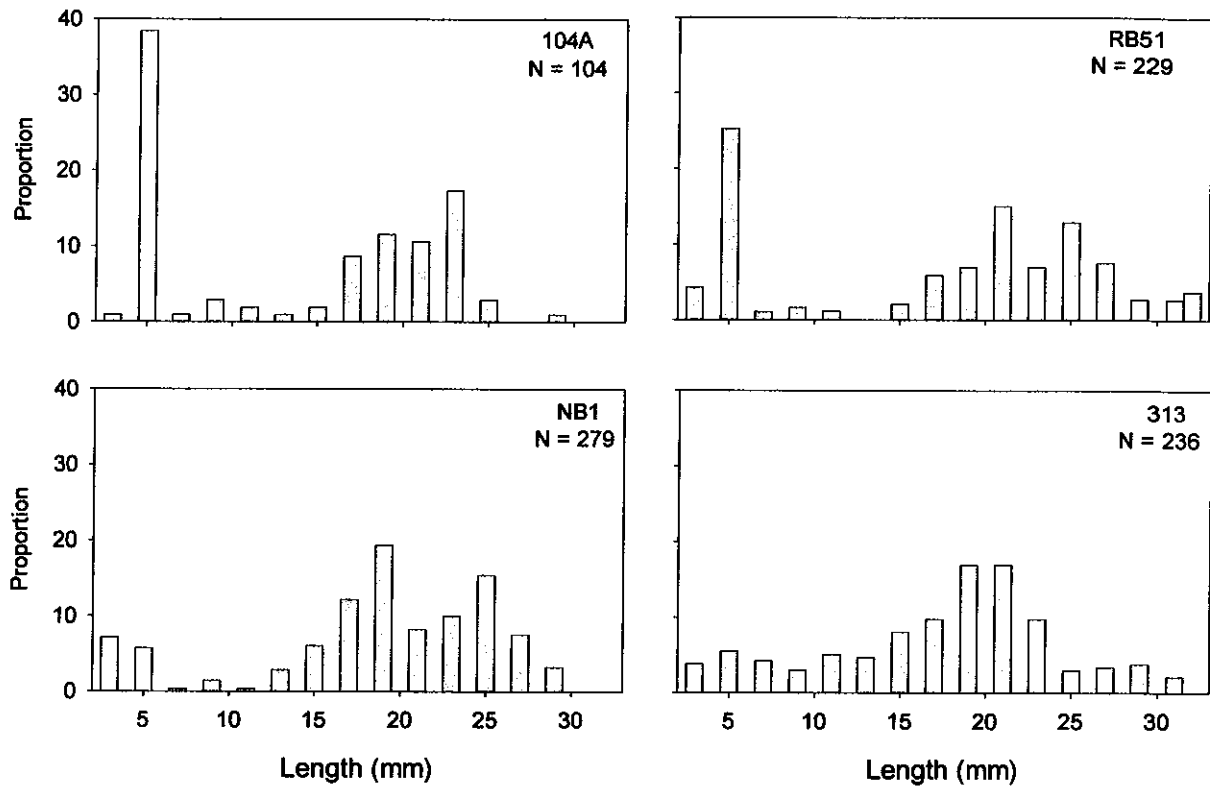 40
30
20
10
0
Proportion
104A
N = 104
RB51
N = 229
40
30
20
10
0
Proportion
NB1
N = 279
313
N = 236
5 10 15 20 25 30
5 10 15 20 25 30
Length (mm)
Length (mm)